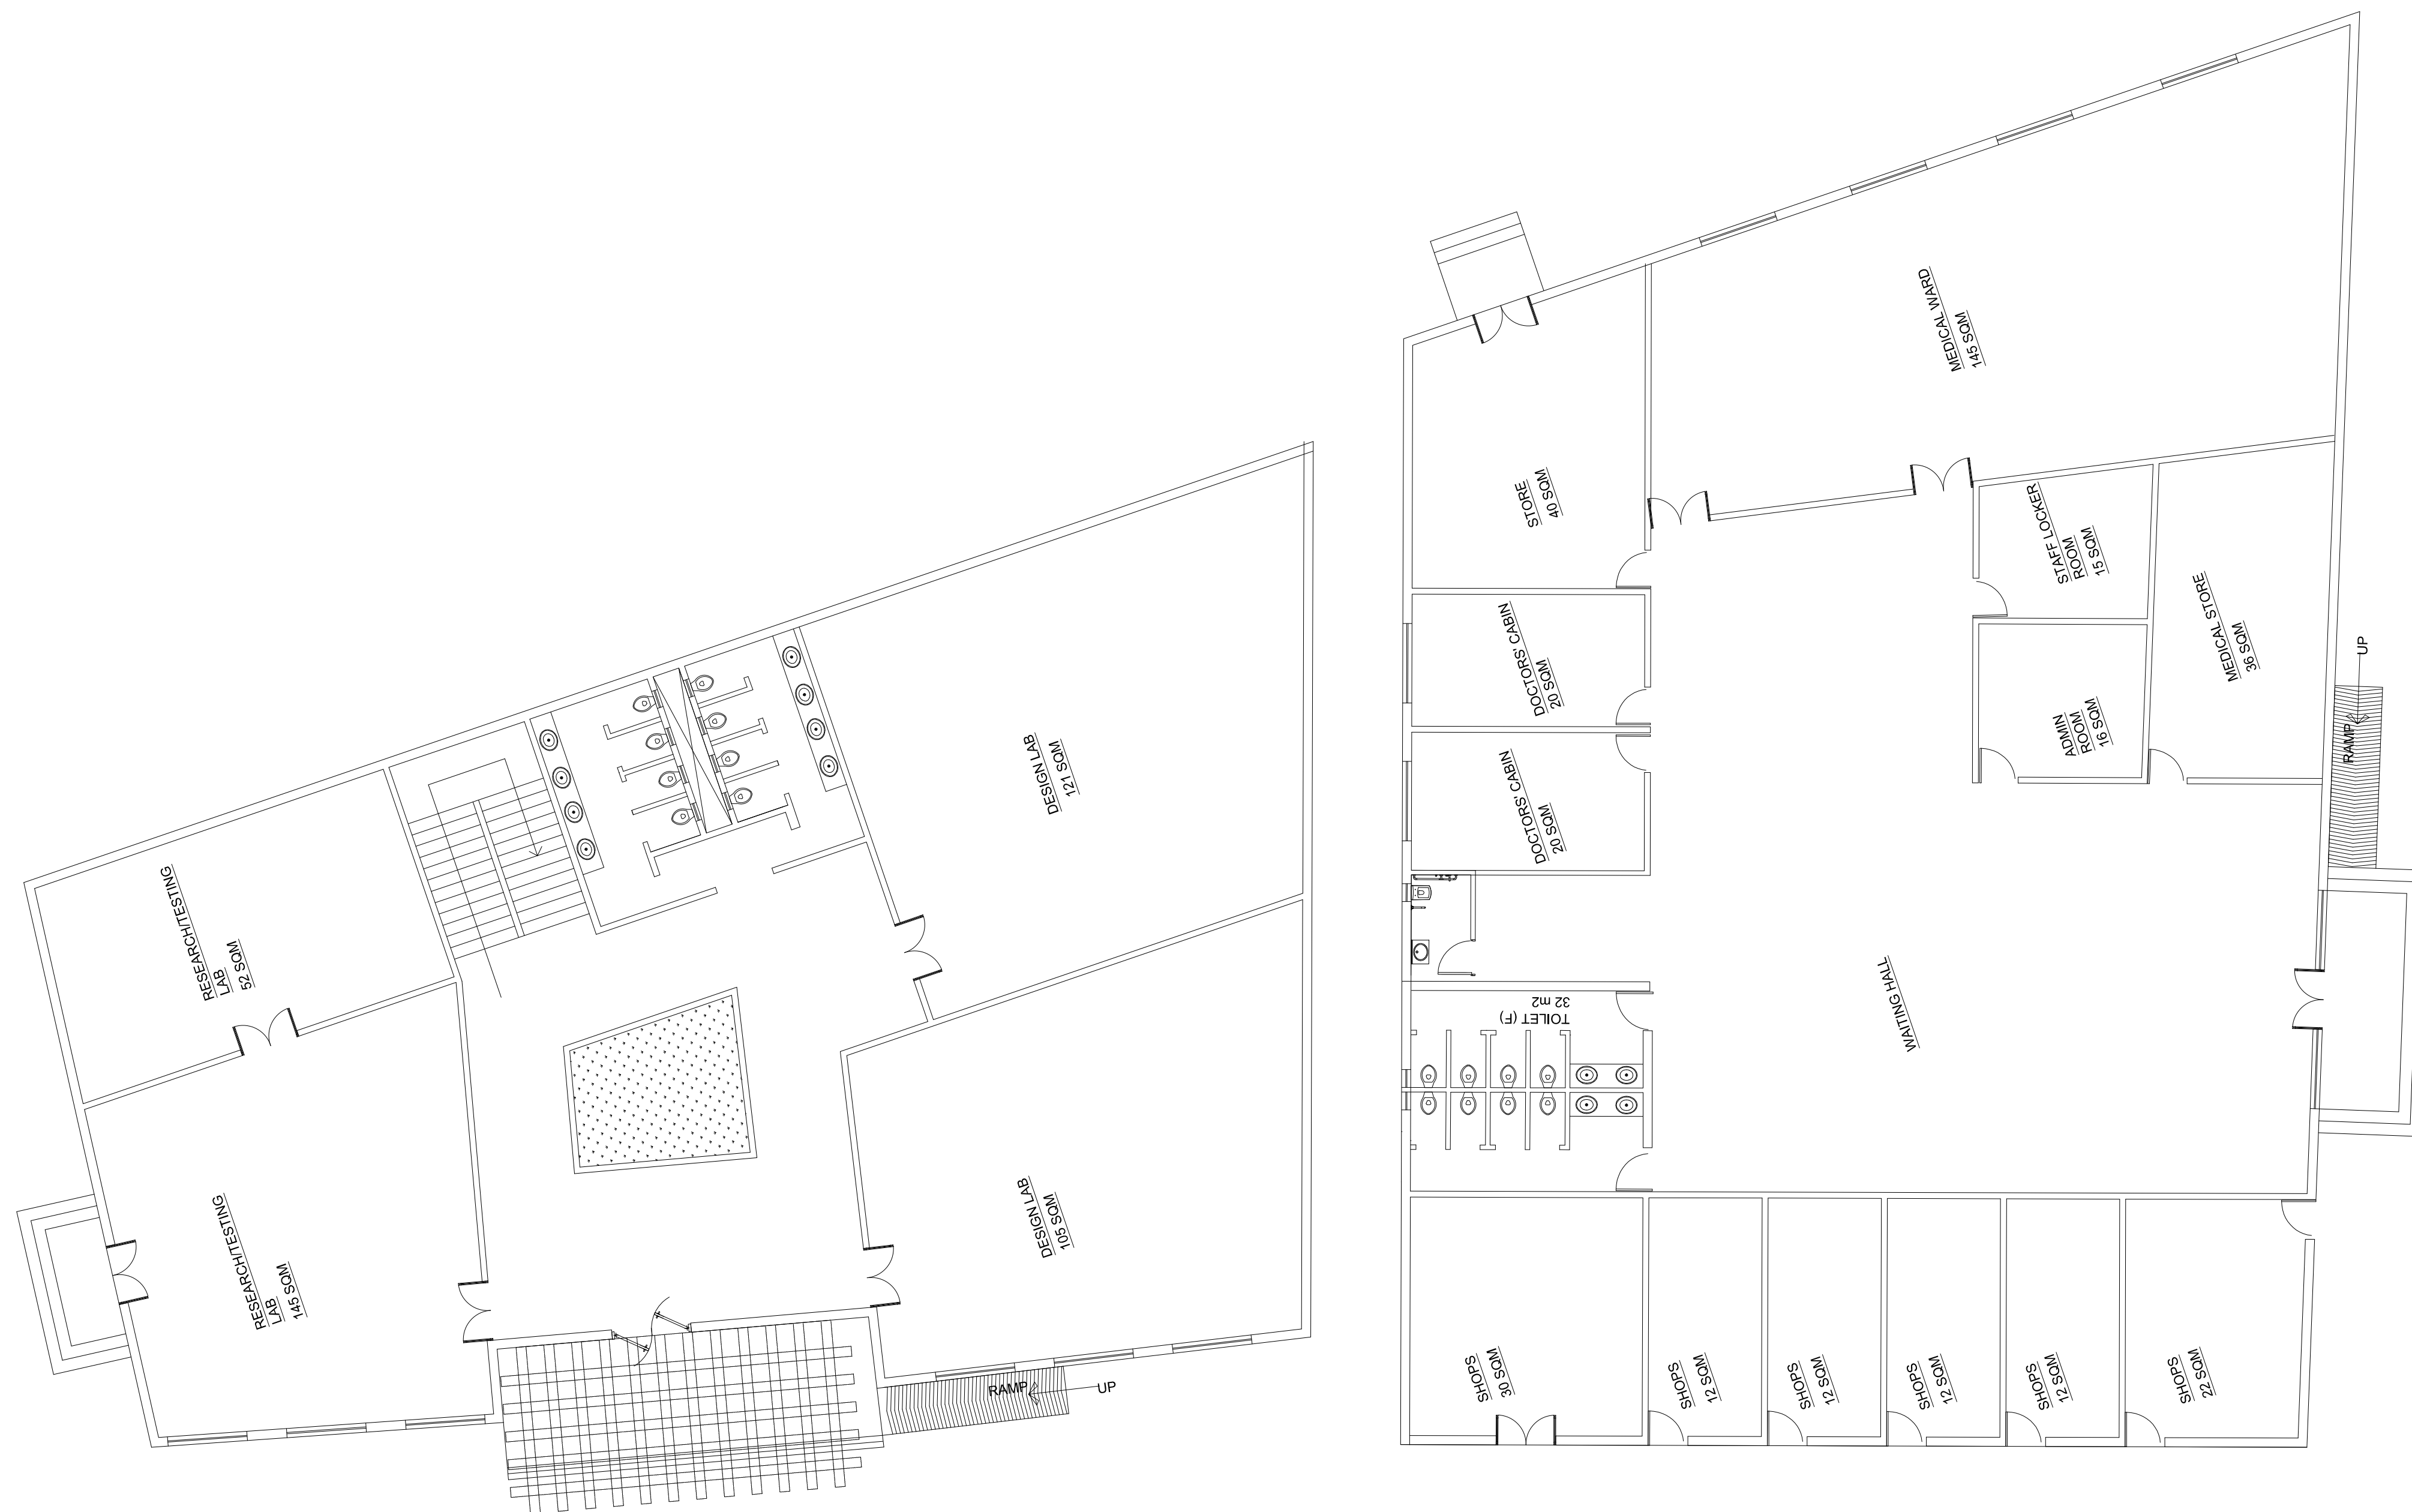 RESEARCH/TESTING
LAB
52 SQM
RESEARCH/TESTING
LAB
145 SQM
DESIGN LAB
121 SQM
DESIGN LAB
105 SQM
RAMP
UP
MEDICAL WARD
145 SQM
STORE
40 SQM
STAFF LOCKER
ROOM
15 SQM
DOCTORS' CABIN
20 SQM
MEDICAL STORE
36 SQM
ADMIN
ROOM
16 SQM
UP
RAMP
DOCTORS' CABIN
20 SQM
WAITING HALL
TOILET (F)
32 m2
SHOPS
30 SQM
SHOPS
12 SQM
SHOPS
12 SQM
SHOPS
12 SQM
SHOPS
12 SQM
SHOPS
22 SQM